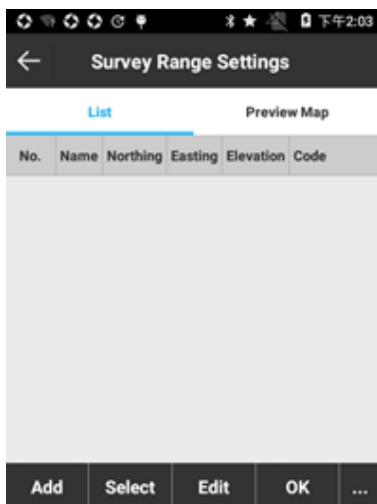 下午2:03
Survey Range Settings
List Preview Map
No. Name Northing Easting Elevation Code
Add Select Edit OK ...